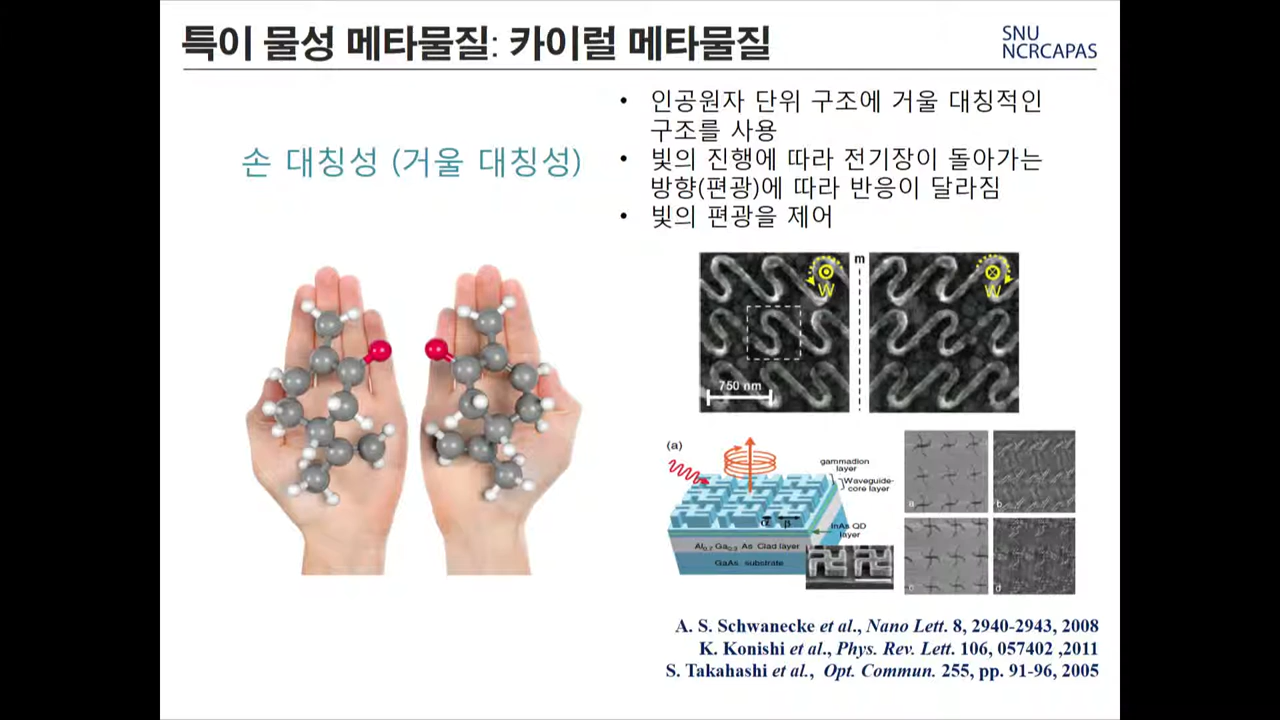 특이 물성 메타물질: 카이럴 메타물질
SNU
NCRCAPAS
손 대칭성 (거울 대칭성)
• 인공원자 단위 구조에 거울 대칭적인
구조를 사용
• 빛의 진행에 따라 전기장이 돌아가는
방향(편광)에 따라 반응이 달라짐
• 빛의 편광을 제어
W
m
W
750 nm
(a)
gammadion
layer
Waveguide-
core layer
α β
InAs QD
layer
Al0.7 Ga0.3 As Clad layer
GaAs substrate
a
b
c
d
A. S. Schwanecke et al., Nano Lett. 8, 2940-2943, 2008
K. Konishi et al., Phys. Rev. Lett. 106, 057402 ,2011
S. Takahashi et al., Opt. Commun. 255, pp. 91-96, 2005